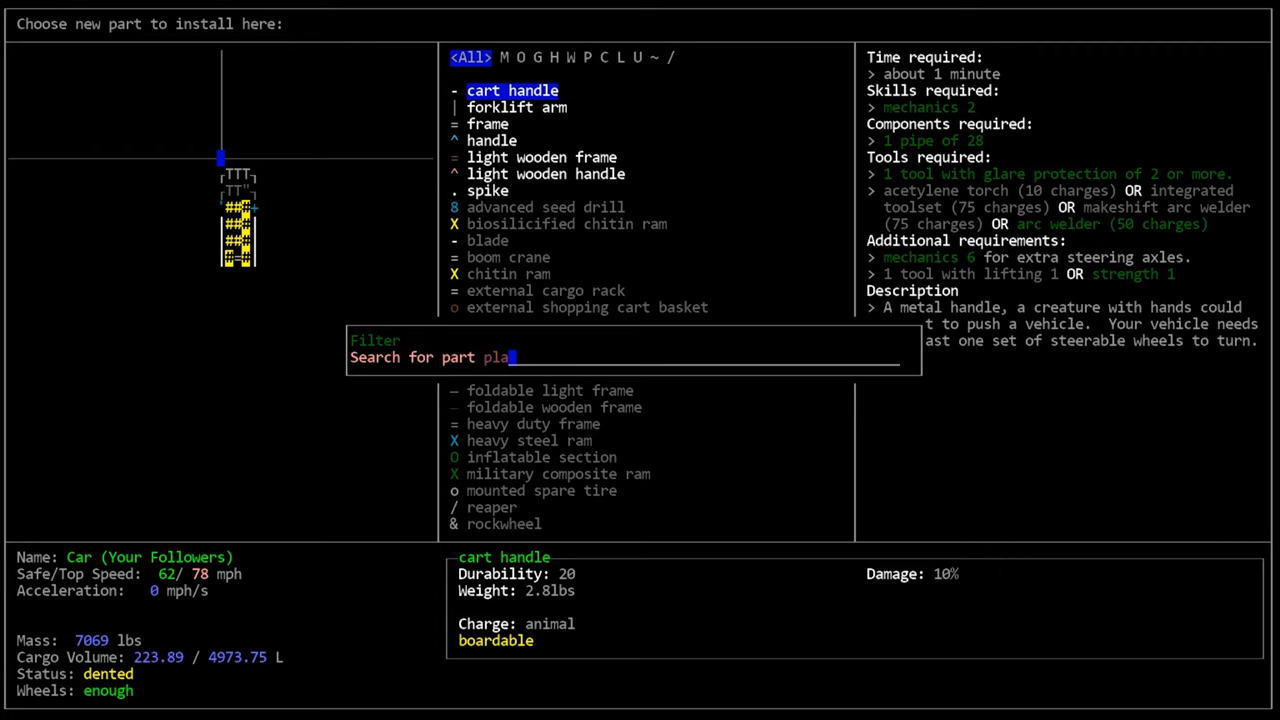 Choose new part to install here:
<All> M O G H W P C L U ~ /
- cart handle
| forklift arm
= frame
^ handle
= light wooden frame
^ light wooden handle
. spike
8 advanced seed drill
X biosilicified chitin ram
- blade
= boom crane
X chitin ram
= external cargo rack
o external shopping cart basket
Filter
Search for part pla
— foldable light frame
— foldable wooden frame
= heavy duty frame
X heavy steel ram
O inflatable section
X military composite ram
o mounted spare tire
/ reaper
& rockwheel
Time required:
> about 1 minute
Skills required:
> mechanics 2
Components required:
> 1 pipe of 28
Tools required:
> 1 tool with glare protection of 2 or more.
> acetylene torch (10 charges) OR integrated
toolset (75 charges) OR makeshift arc welder
(75 charges) OR arc welder (50 charges)
Additional requirements:
> mechanics 6 for extra steering axles.
> 1 tool with lifting 1 OR strength 1
Description
> A metal handle, a creature with hands could
t to push a vehicle. Your vehicle needs
ast one set of steerable wheels to turn.
Name: Car (Your Followers)
Safe/Top Speed: 62/ 78 mph
Acceleration: 0 mph/s
Mass: 7069 lbs
Cargo Volume: 223.89 / 4973.75 L
Status: dented
Wheels: enough
cart handle
Durability: 20
Weight: 2.8lbs
Charge: animal
boardable
Damage: 10%